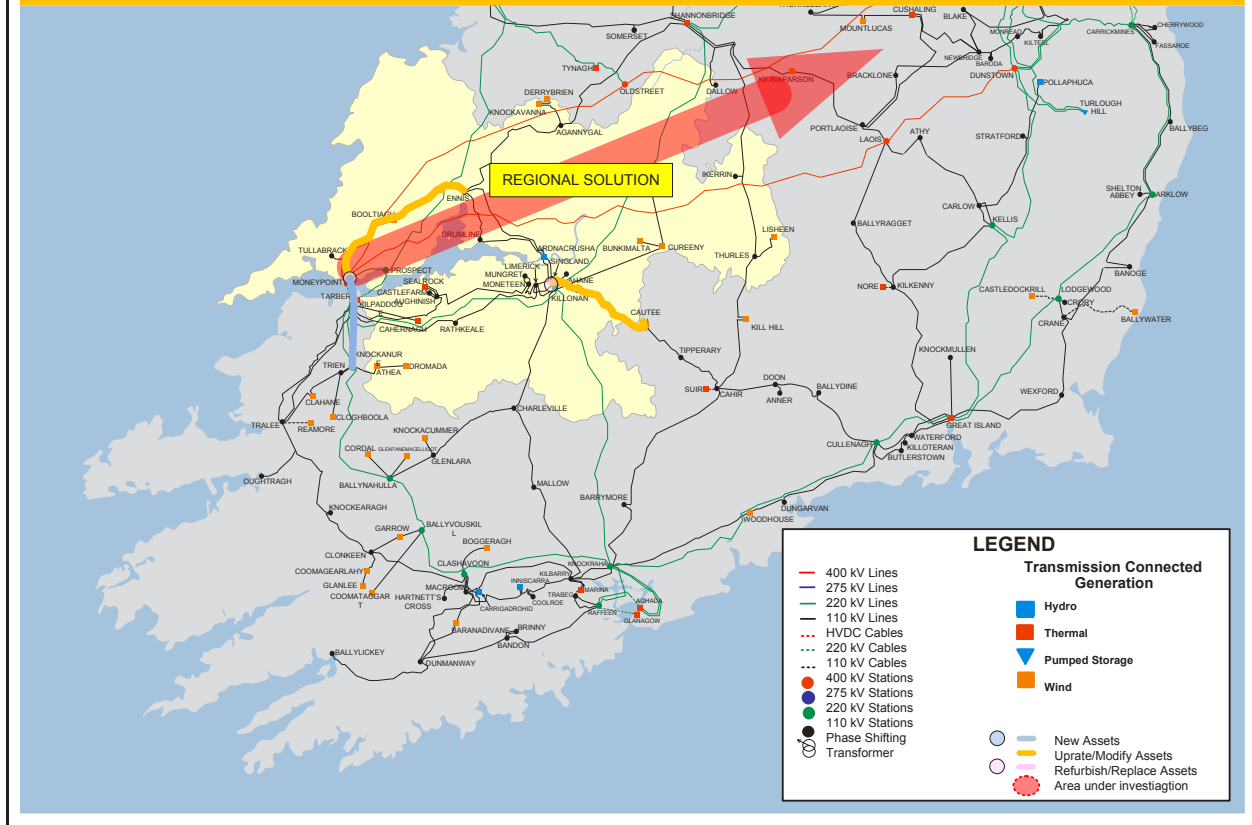 SHANNONBRIDGE
CUSHALING
BLAKE
MOUNTLUCAS
SOMERSET
MONREAD
KILTEEL
CARRICKMINES
CHERRYWOOD
FASSAROE
NEWBRIDGE
BARODA
TYNAGH
KILINAPARSON
BRACKLONE
DUNSTOWN
OLDSTREET
DALLOW
POLLAPHUCA
DERRYBRIEN
KNOCKAVANNA
TURLOUGH
HILL
AGANNYGAL
PORTLAOISE
ATHY
STRATFORD
BALLYBEG
LAOIS
REGIONAL SOLUTION
IKERRIN
ENNIS
SHELTON
ABBEY
ARKLOW
CARLOW
KELLIS
BOOLTIAGH
BALLYRAGGET
DRUMLINE
LISHEEN
TULLABRACK
ARDNACRUSHA
SINGLAND
BUNKIMALTA
CUREENY
THURLES
PROSPECT
LIMERICK
AHANE
BANOGE
MONEYPOINT
SEALROCK
MUNGRET
MONETEEN
CASTLEFARM
AUGHINISH
NORE
KILKENNY
CASTLEDOCKRILL
LODGEWOOD
TARBER
KILPADDOG
E
KILLONAN
CRORY
CRANE
BALLYWATER
CAHERNAGH
RATHKEALE
CAUTEE
KILL HILL
KNOCKANUR
E
TRIEN
ATHEA
DROMADA
TIPPERARY
KNOCKMULLEN
SUIR
CAHIR
DOON
ANNER
BALLYDINE
WEXFORD
CLAHANE
CLOGHBOOLA
CHARLEVILLE
TRALEE
REAMORE
GREAT ISLAND
KNOCKACUMMER
WATERFORD
KILLOTERAN
BUTLERSTOWN
CULLENAGH
CORDAL
GLENLARA
OUGHTRAGH
BALLYNAHULLA
MALLOW
BARRYMORE
DUNGARVAN
WOODHOUSE
KNOCKEARAGH
GARROW
BALLYVOUSKIL
L
BOGGERAGH
CLONKEEN
CLASHAVOON
KNOCKRAHA
COOMAGEARLAHY
GLANLEE
COOMATAGGAR
T
MACROOM
HARTNETT'S
CROSS
CARRIGADROHID
INNISCARRA
COOLROE
KILBARRY
TRABEG
MARINA
RAFFEEN
AGHADA
GLANAGOW
BARANADIVANE
BRINNY
BANDON
BALLYLICKEY
DUNMANWAY
LEGEND
400 kV Lines
275 kV Lines
220 kV Lines
110 kV Lines
HVDC Cables
220 kV Cables
110 kV Cables
400 kV Stations
275 kV Stations
220 kV Stations
110 kV Stations
Phase Shifting
Transformer
Transmission Connected
Generation
Hydro
Thermal
Pumped Storage
Wind
New Assets
Uprate/Modify Assets
Refurbish/Replace Assets
Area under investiagtion